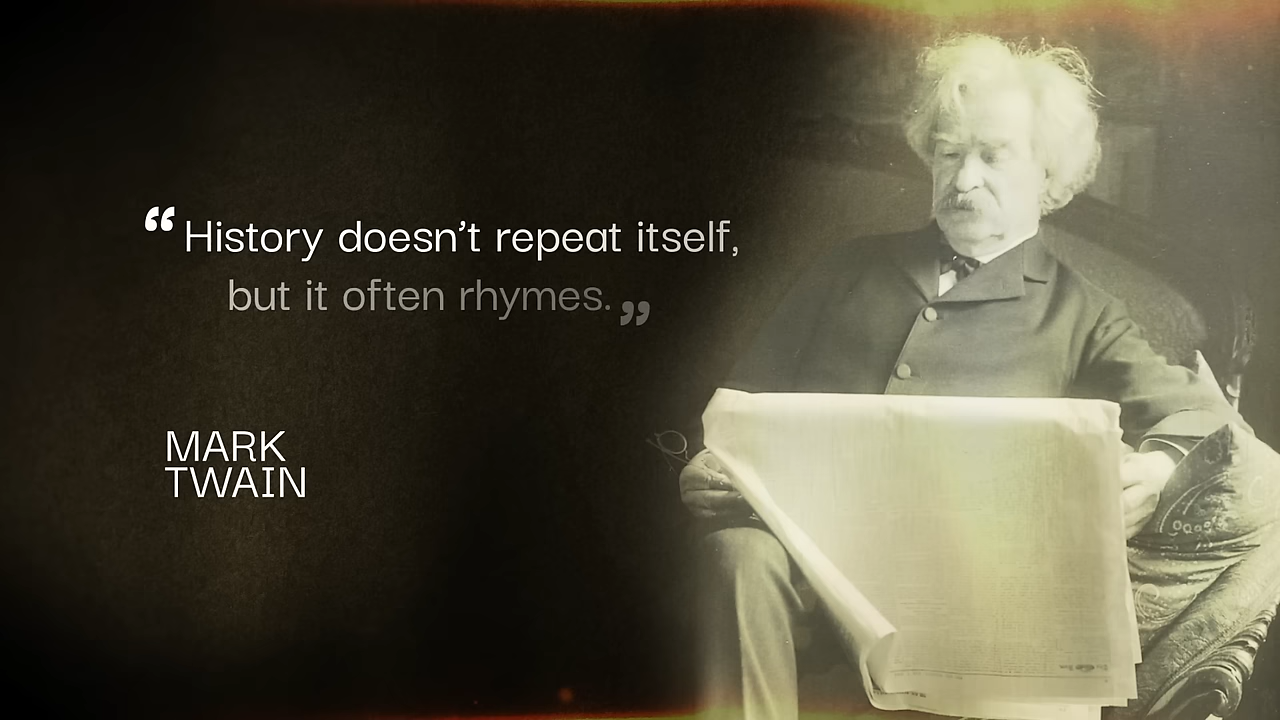 “History doesn’t repeat itself,
but it often rhymes.”
MARK
TWAIN